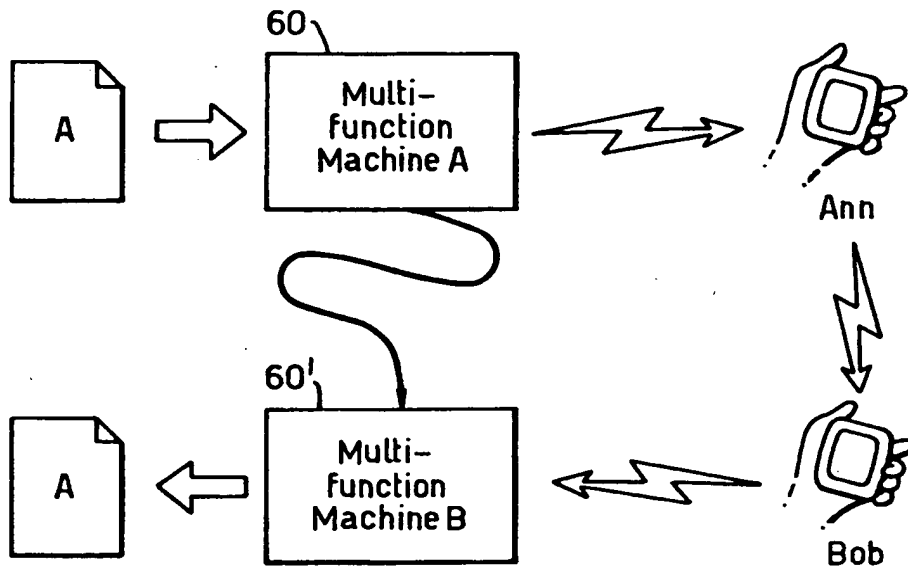 60
A
Multi-
function
Machine A
Ann
60'
A
Multi-
function
Machine B
Bob